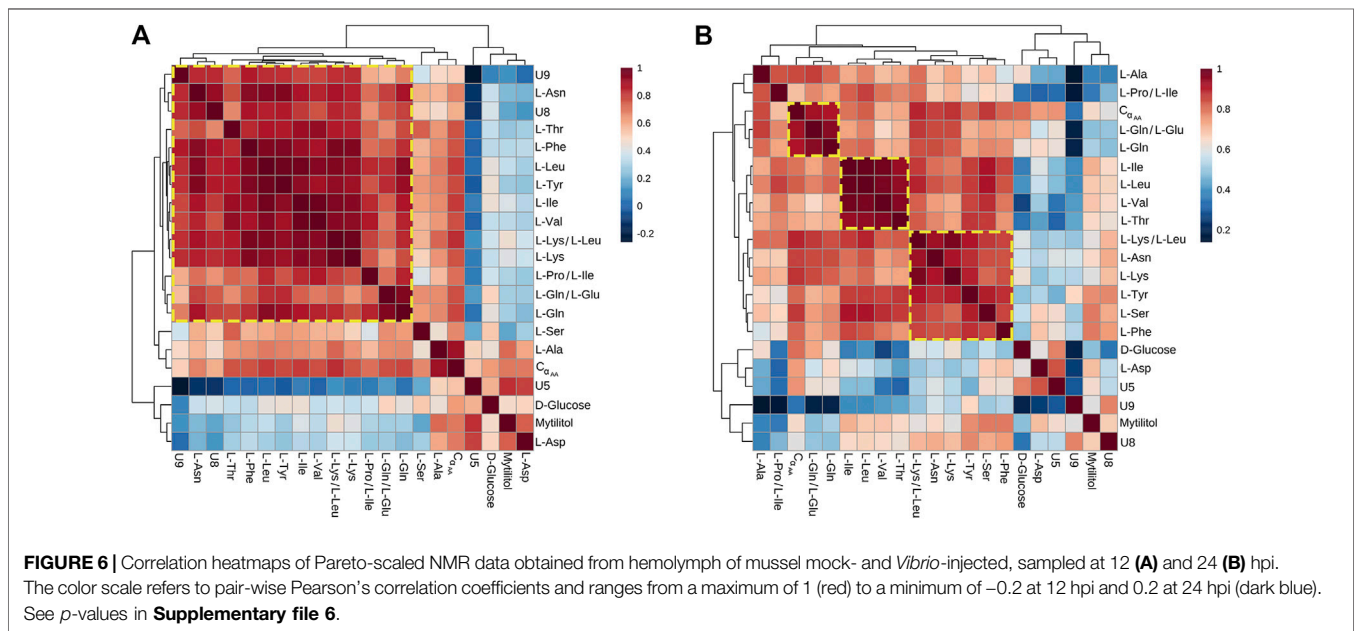 A
U9
L-Asn
U8
L-Thr
L-Phe
L-Leu
L-Tyr
L-Ile
L-Val
L-Lys/L-Leu
L-Lys
L-Pro/L-Ile
L-Gln/L-Glu
L-Gln
L-Ser
L-Ala
CαAA
U5
D-Glucose
Mytilitol
L-Asp
1
0.8
0.6
0.4
0.2
0
-0.2
U9
L-Asn
U8
L-Thr
L-Phe
L-Leu
L-Tyr
L-Ile
L-Val
L-Lys/L-Leu
L-Lys
L-Pro/L-Ile
L-Gln/L-Glu
L-Gln
L-Ser
L-Ala
CαAA
U5
D-Glucose
Mytilitol
L-Asp
B
L-Ala
L-Pro/L-Ile
CαAA
L-Gln/L-Glu
L-Gln
L-Ile
L-Leu
L-Val
L-Thr
L-Lys/L-Leu
L-Asn
L-Lys
L-Tyr
L-Ser
L-Phe
D-Glucose
L-Asp
U5
U9
Mytilitol
U8
1
0.8
0.6
0.4
0.2
L-Ala
L-Pro/L-Ile
CαAA
L-Gln/L-Glu
L-Gln
L-Ile
L-Leu
L-Val
L-Thr
L-Lys/L-Leu
L-Asn
L-Lys
L-Tyr
L-Ser
L-Phe
D-Glucose
L-Asp
U5
U9
Mytilitol
U8
FIGURE 6 | Correlation heatmaps of Pareto-scaled NMR data obtained from hemolymph of mussel mock- and Vibrio-injected, sampled at 12 (A) and 24 (B) hpi.
The color scale refers to pair-wise Pearson's correlation coefficients and ranges from a maximum of 1 (red) to a minimum of −0.2 at 12 hpi and 0.2 at 24 hpi (dark blue).
See p-values in Supplementary file 6.